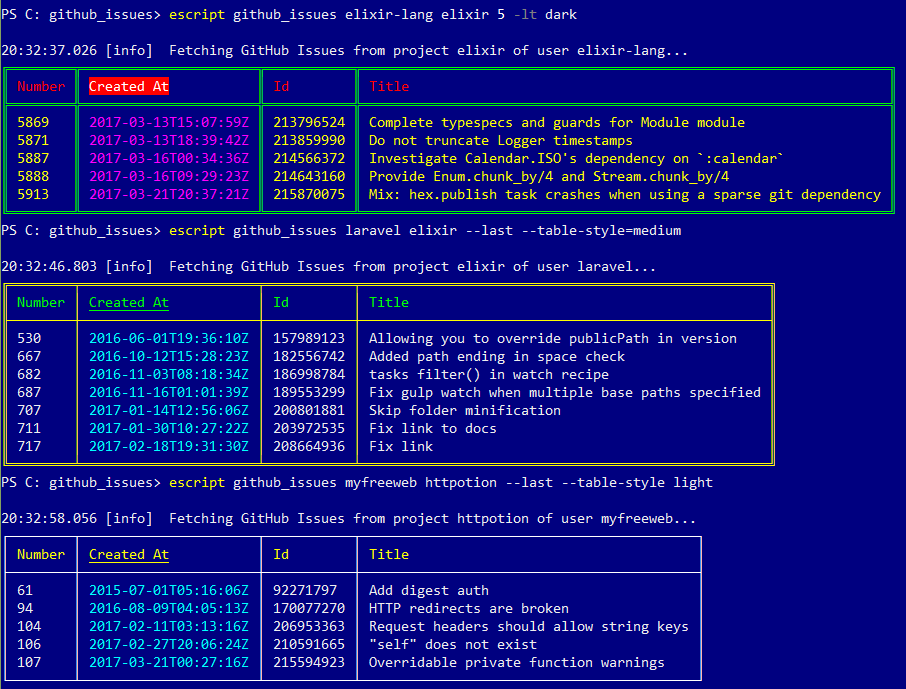 PS C: github_issues> escript github_issues elixir-lang elixir 5 -lt dark
20:32:37.026 [info]  Fetching GitHub Issues from project elixir of user elixir-lang...
Number Created At Id Title
5869 2017-03-13T15:07:59Z 213796524 Complete typespecs and guards for Module module
5871 2017-03-13T18:39:42Z 213859990 Do not truncate Logger timestamps
5887 2017-03-16T00:34:36Z 214566372 Investigate Calendar.ISO's dependency on `:calendar`
5888 2017-03-16T09:29:23Z 214643160 Provide Enum.chunk_by/4 and Stream.chunk_by/4
5913 2017-03-21T20:37:21Z 215870075 Mix: hex.publish task crashes when using a sparse git dependency
PS C: github_issues> escript github_issues laravel elixir --last --table-style=medium
20:32:46.803 [info]  Fetching GitHub Issues from project elixir of user laravel...
Number Created At Id Title
530 2016-06-01T19:36:10Z 157989123 Allowing you to override publicPath in version
667 2016-10-12T15:28:23Z 182556742 Added path ending in space check
682 2016-11-03T08:18:34Z 186998784 tasks filter() in watch recipe
687 2016-11-16T01:01:39Z 189553299 Fix gulp watch when multiple base paths specified
707 2017-01-14T12:56:06Z 200801881 Skip folder minification
711 2017-01-30T10:27:22Z 203972535 Fix link to docs
717 2017-02-18T19:31:30Z 208664936 Fix link
PS C: github_issues> escript github_issues myfreeweb httpotion --last --table-style light
20:32:58.056 [info]  Fetching GitHub Issues from project httpotion of user myfreeweb...
Number Created At Id Title
61 2015-07-01T05:16:06Z 92271797 Add digest auth
94 2016-08-09T04:05:13Z 170077270 HTTP redirects are broken
104 2017-02-11T03:13:16Z 206953363 Request headers should allow string keys
106 2017-02-27T20:06:24Z 210591665 "self" does not exist
107 2017-03-21T00:27:16Z 215594923 Overridable private function warnings